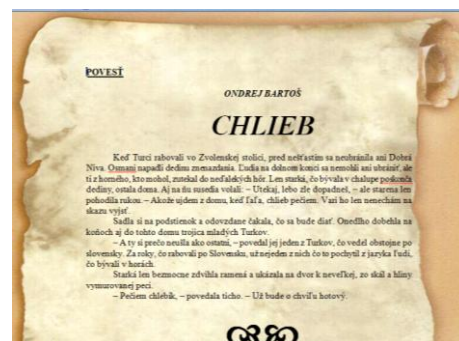 POVESŤ
ONDREJ BARTOŠ
CHLIEB
Keď Turci rabovali vo Zvolenskej stolici, pred nešťastím sa neubránila ani Dobrá
Niva. Osmani napadli dedinu znenazdania. Ľudia na dolnom konci sa nemohli ani ubrániť, ale
ti z horného, kto mohol, zutekal do neďalekých hôr. Len starká, čo bývala v chalupe poskonča
dediny, ostala doma. Aj na ňu susedia volali: – Utekaj, lebo zle dopadneš, – ale starena len
pohodila rukou. – Akože ujdem z domu, keď ľaľa, chlieb pečiem. Vari ho len nenechám na
skazu vyjsť.
Sadla si na podstienok a odovzdane čakala, čo sa bude diať. Onedlho dobehla na
koňoch aj do tohto domu trojica mladých Turkov.
– A ty si prečo neušla ako ostatní, – povedal jej jeden z Turkov, čo vedel obstojne po
slovensky. Za roky, čo rabovali po Slovensku, už nejeden z nich čo to pochytil z jazyka ľudí,
čo bývali v horách.
Starká len bezmocne zdvihla ramená a ukázala na dvor k neveľkej, zo skál a hliny
vymurovanej peci.
– Pečiem chlebík, – povedala ticho. – Už bude o chvíľu hotový.